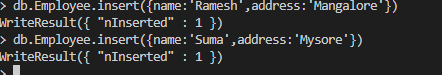 > db.Employee.insert({name:'Ramesh',address:'Mangalore'})
WriteResult({ "nInserted" : 1 })
> db.Employee.insert({name:'Suma',address:'Mysore'})
WriteResult({ "nInserted" : 1 })
>